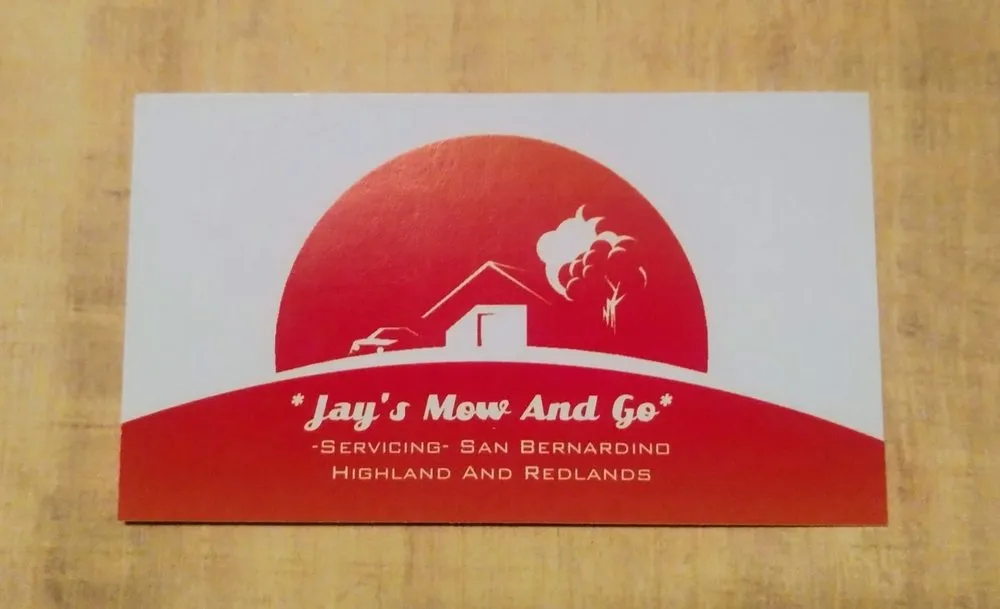 *Jay's Mow And Go*
-Servicing- San Bernardino
Highland And Redlands